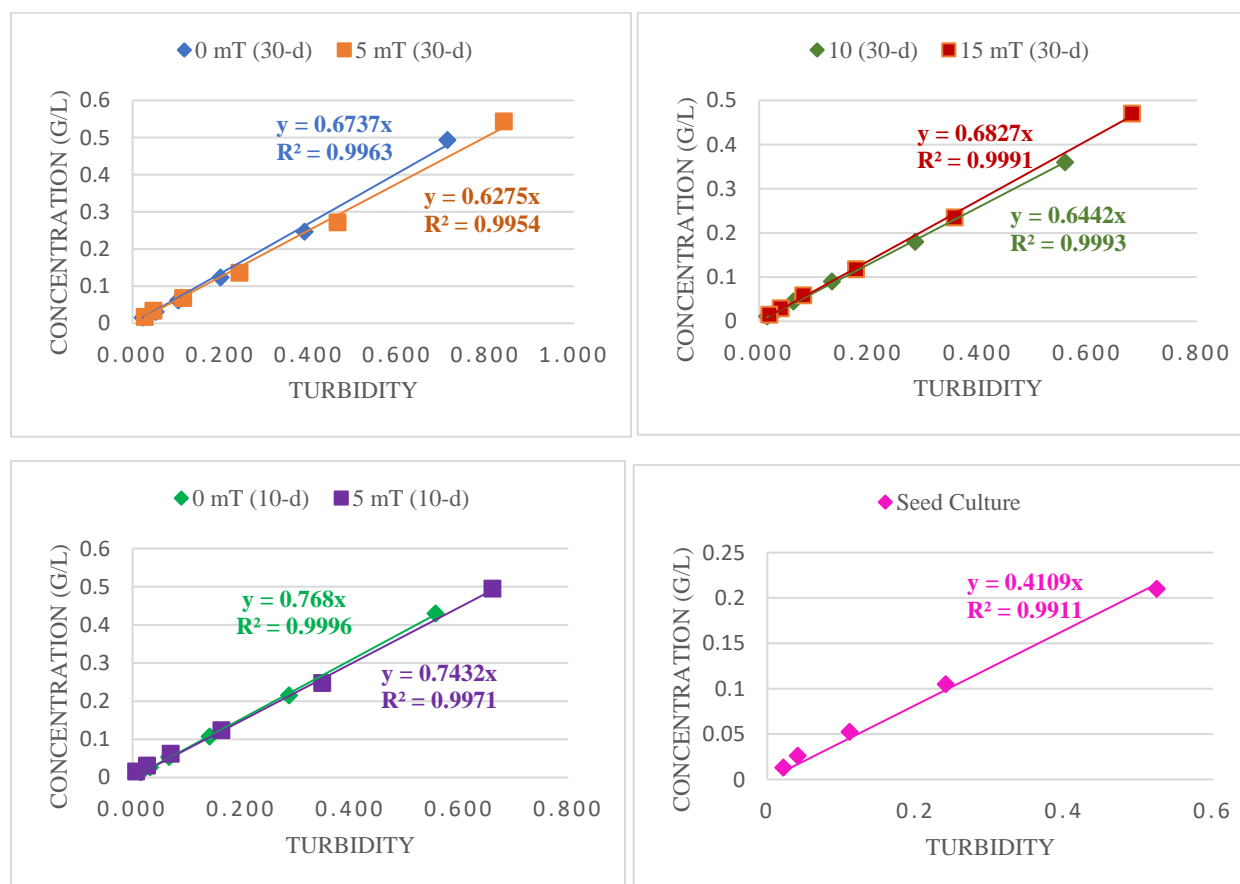 0 mT (30-d) 5 mT (30-d)
CONCENTRATION (G/L)
0.6
0.5
0.4
0.3
0.2
0.1
0
y = 0.6737x
R² = 0.9963
y = 0.6275x
R² = 0.9954
0.000 0.200 0.400 0.600 0.800 1.000
TURBIDITY
10 (30-d) 15 mT (30-d)
CONCENTRATION (G/L)
0.5
0.4
0.3
0.2
0.1
0
y = 0.6827x
R² = 0.9991
y = 0.6442x
R² = 0.9993
0.000 0.200 0.400 0.600 0.800
TURBIDITY
0 mT (10-d) 5 mT (10-d)
CONCENTRATION (G/L)
0.6
0.5
0.4
0.3
0.2
0.1
0
y = 0.768x
R² = 0.9996
y = 0.7432x
R² = 0.9971
0.000 0.200 0.400 0.600 0.800
TURBIDITY
Seed Culture
CONCENTRATION (G/L)
0.25
0.2
0.15
0.1
0.05
0
y = 0.4109x
R² = 0.9911
0 0.2 0.4 0.6
TURBIDITY